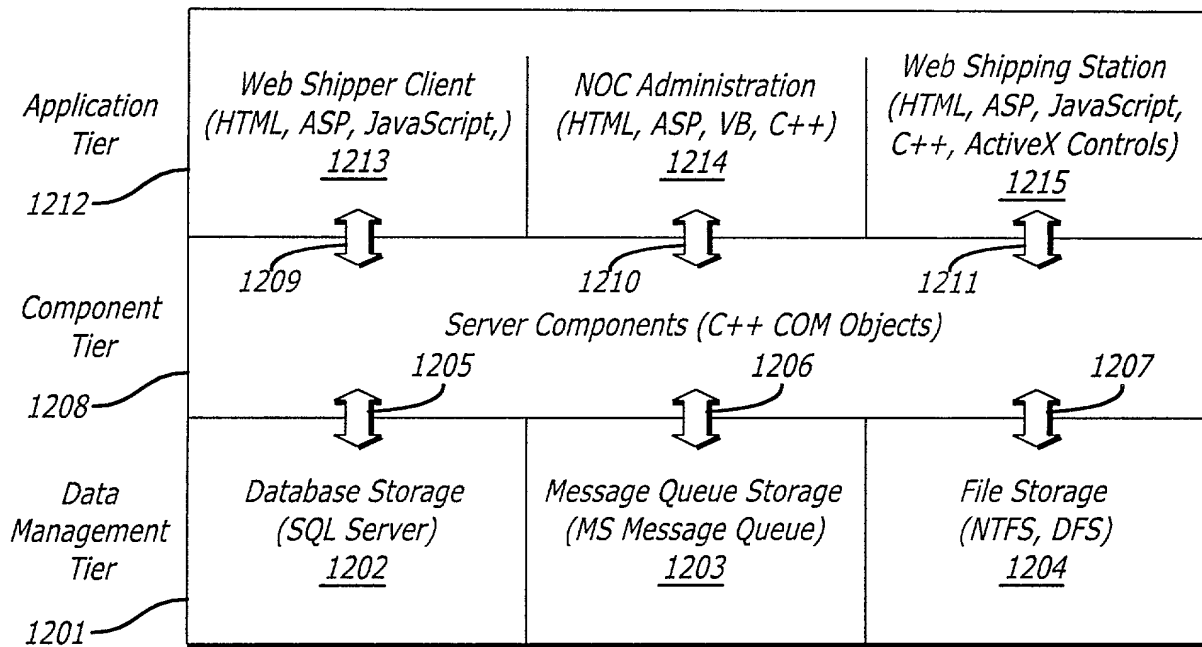 Application
Tier
1212
Web Shipper Client
(HTML, ASP, JavaScript,)
1213
NOC Administration
(HTML, ASP, VB, C++)
1214
Web Shipping Station
(HTML, ASP, JavaScript,
C++, ActiveX Controls)
1215
1209
1210
1211
Component
Tier
1208
Server Components (C++ COM Objects)
1205
1206
1207
Data
Management
Tier
1201
Database Storage
(SQL Server)
1202
Message Queue Storage
(MS Message Queue)
1203
File Storage
(NTFS, DFS)
1204